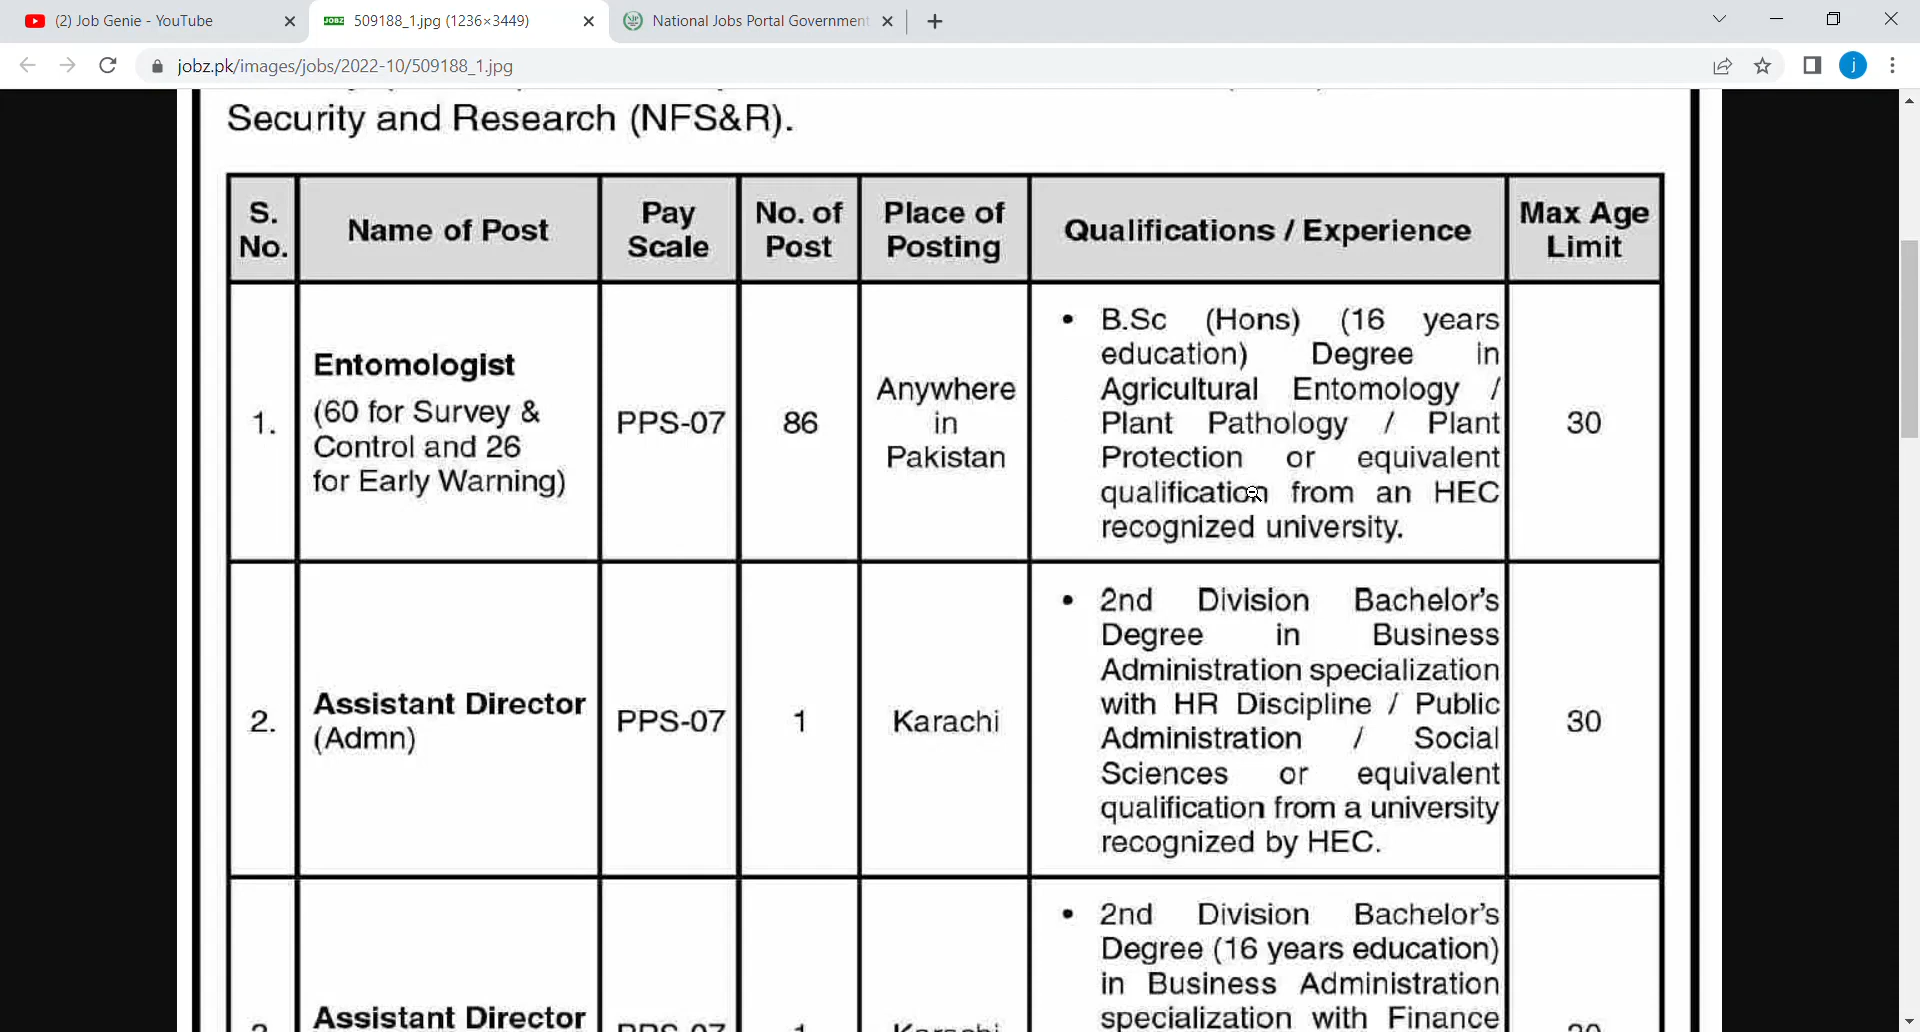 (2) Job Genie - YouTube
JOBZ 509188_1.jpg (1236×3449)
National Jobs Portal Government
jobz.pk/images/jobs/2022-10/509188_1.jpg
j
Security and Research (NFS&R).
S. No.
Name of Post
Pay Scale
No. of Post
Place of Posting
Qualifications / Experience
Max Age Limit
1.
Entomologist
(60 for Survey &
Control and 26
for Early Warning)
PPS-07
86
Anywhere
in
Pakistan
• B.Sc (Hons) (16 years
education) Degree in
Agricultural Entomology /
Plant Pathology / Plant
Protection or equivalent
qualification from an HEC
recognized university.
30
2.
Assistant Director
(Admn)
PPS-07
1
Karachi
• 2nd Division Bachelor's
Degree in Business
Administration specialization
with HR Discipline / Public
Administration / Social
Sciences or equivalent
qualification from a university
recognized by HEC.
30
Assistant Director
PPS-07
1
Karachi
• 2nd Division Bachelor's
Degree (16 years education)
in Business Administration
specialization with Finance
30